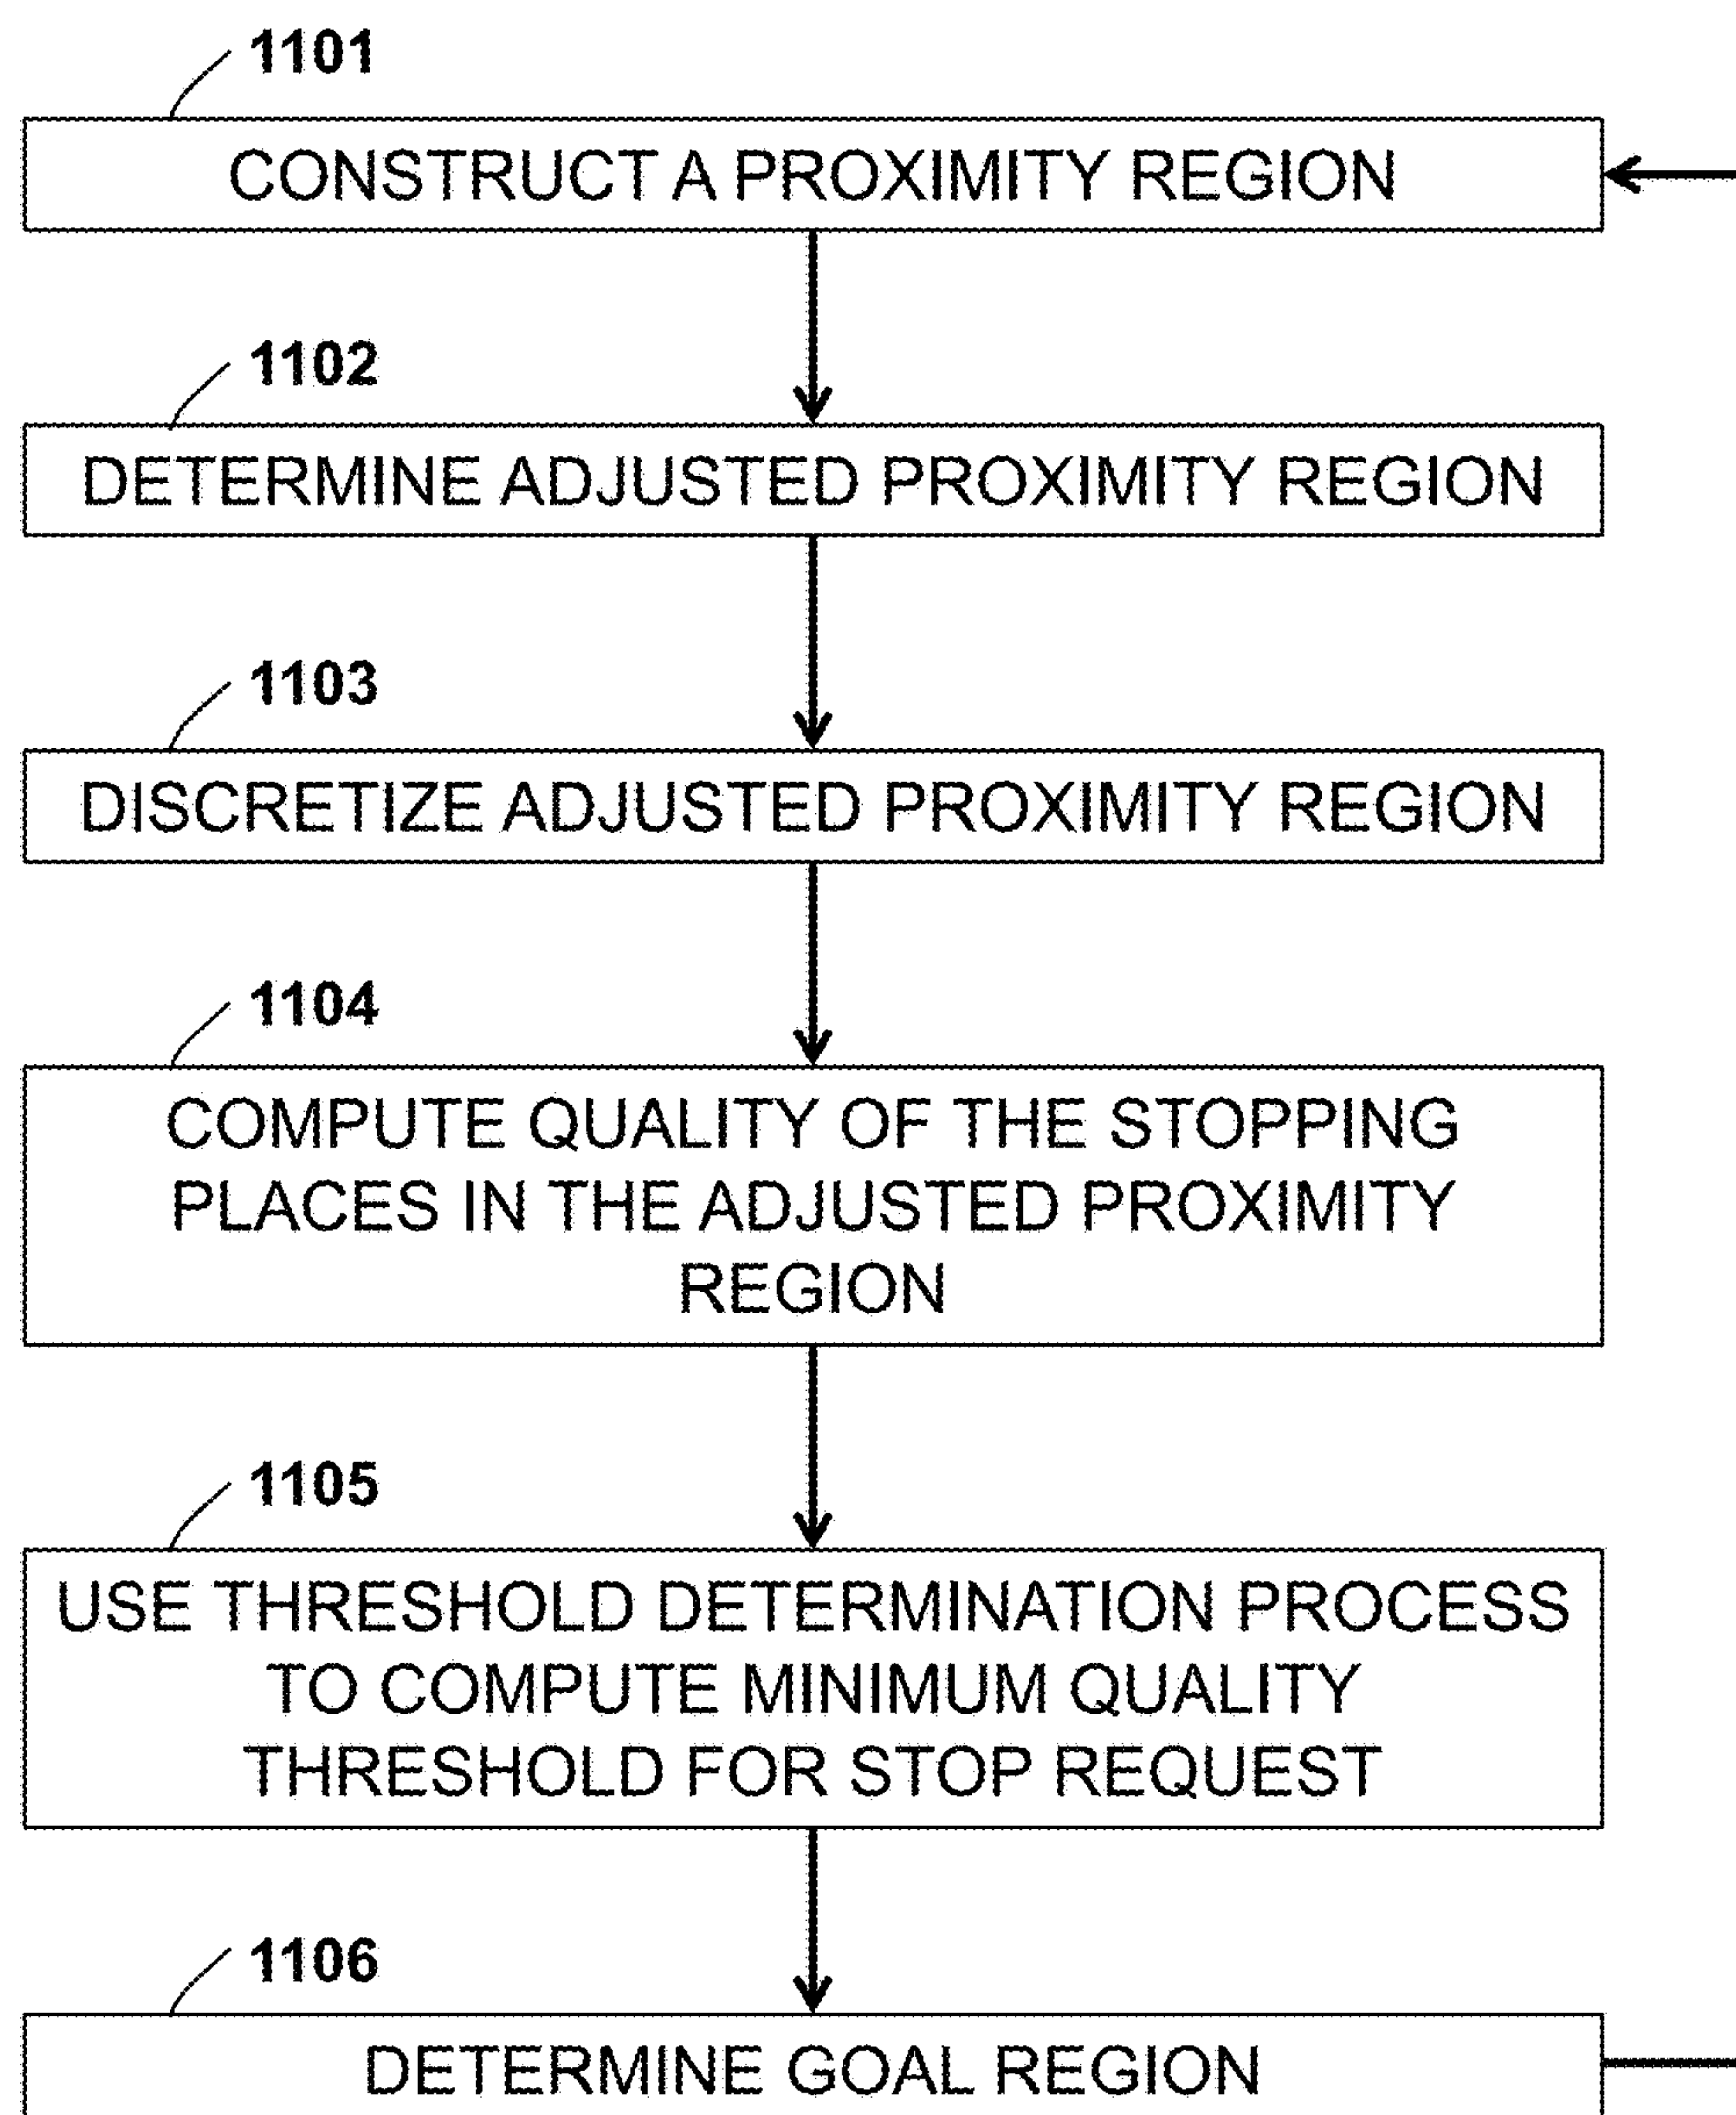 1101
CONSTRUCT A PROXIMITY REGION
1102
DETERMINE ADJUSTED PROXIMITY REGION
1103
DISCRETIZE ADJUSTED PROXIMITY REGION
1104
COMPUTE QUALITY OF THE STOPPING
PLACES IN THE ADJUSTED PROXIMITY
REGION
1105
USE THRESHOLD DETERMINATION PROCESS
TO COMPUTE MINIMUM QUALITY
THRESHOLD FOR STOP REQUEST
1106
DETERMINE GOAL REGION